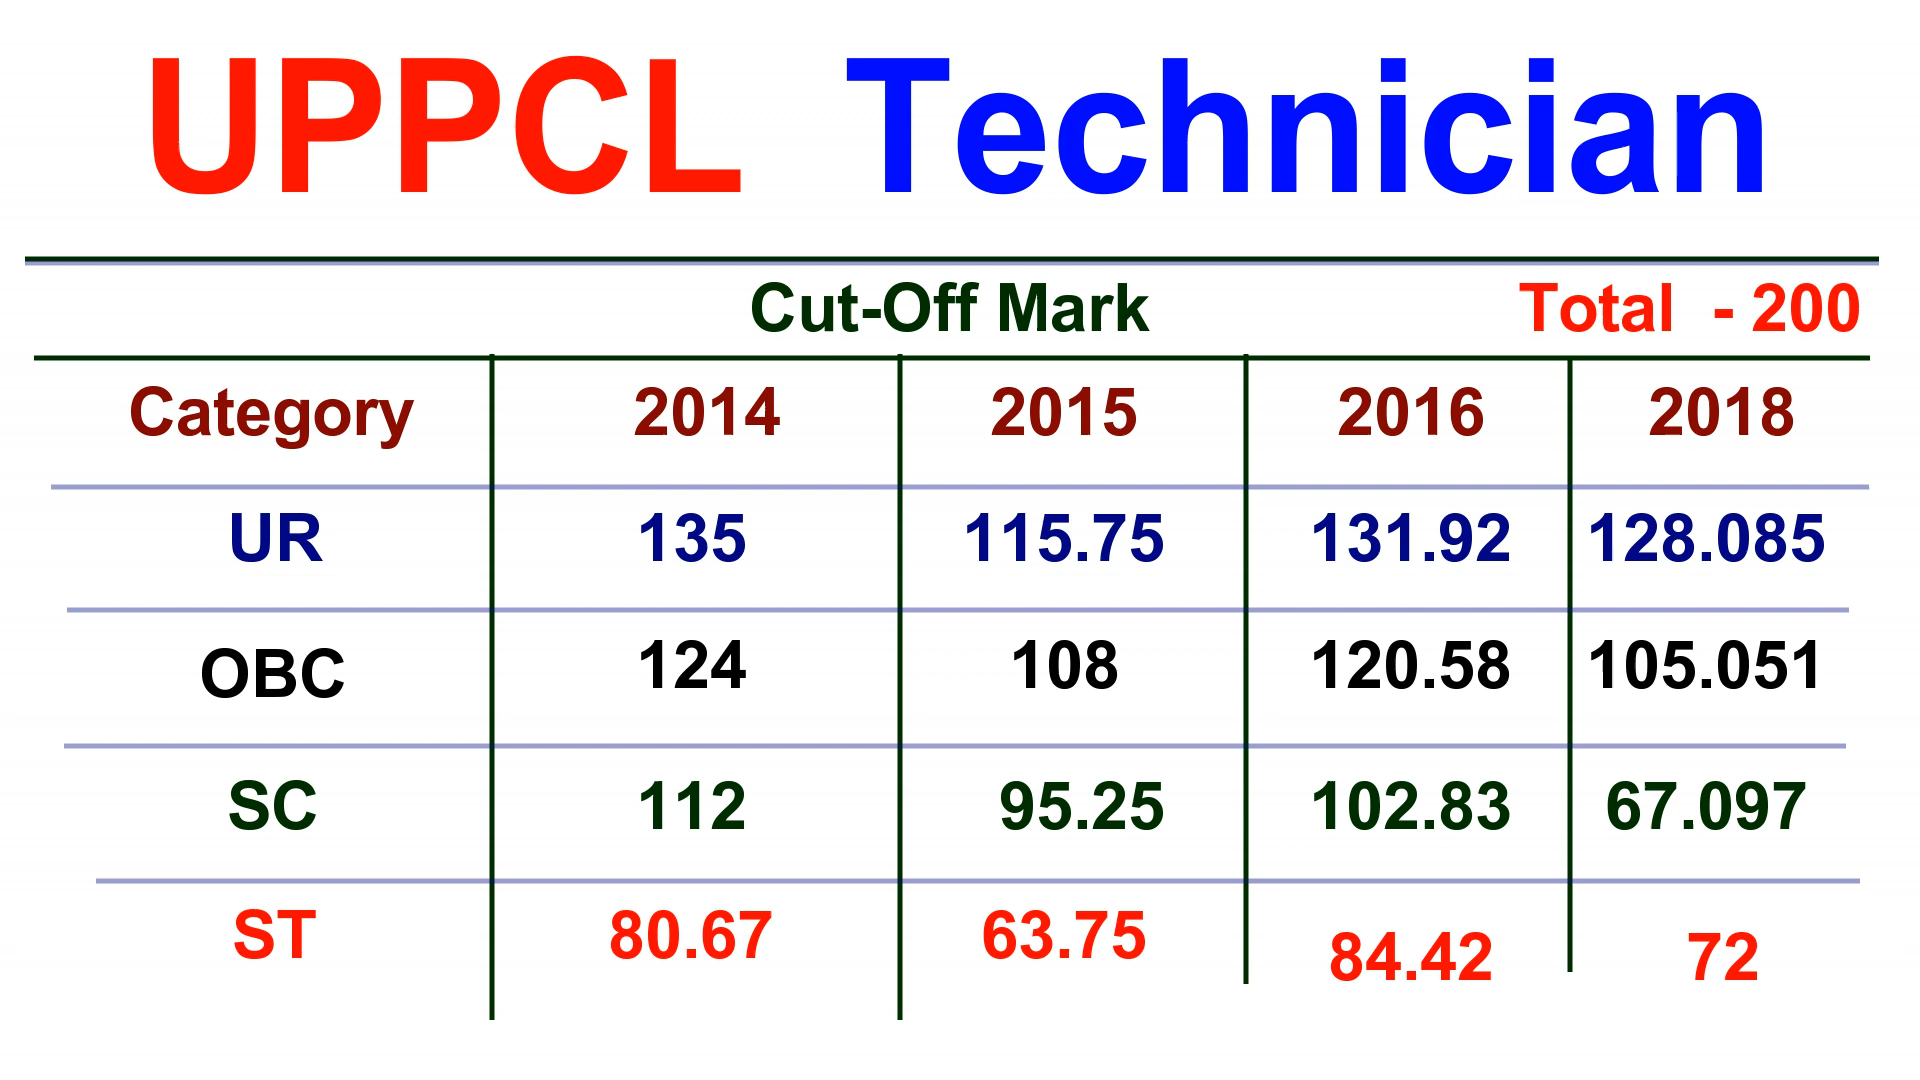 UPPCL Technician
Cut-Off Mark Total - 200
Category 2014 2015 2016 2018
UR 135 115.75 131.92 128.085
OBC 124 108 120.58 105.051
SC 112 95.25 102.83 67.097
ST 80.67 63.75 84.42 72